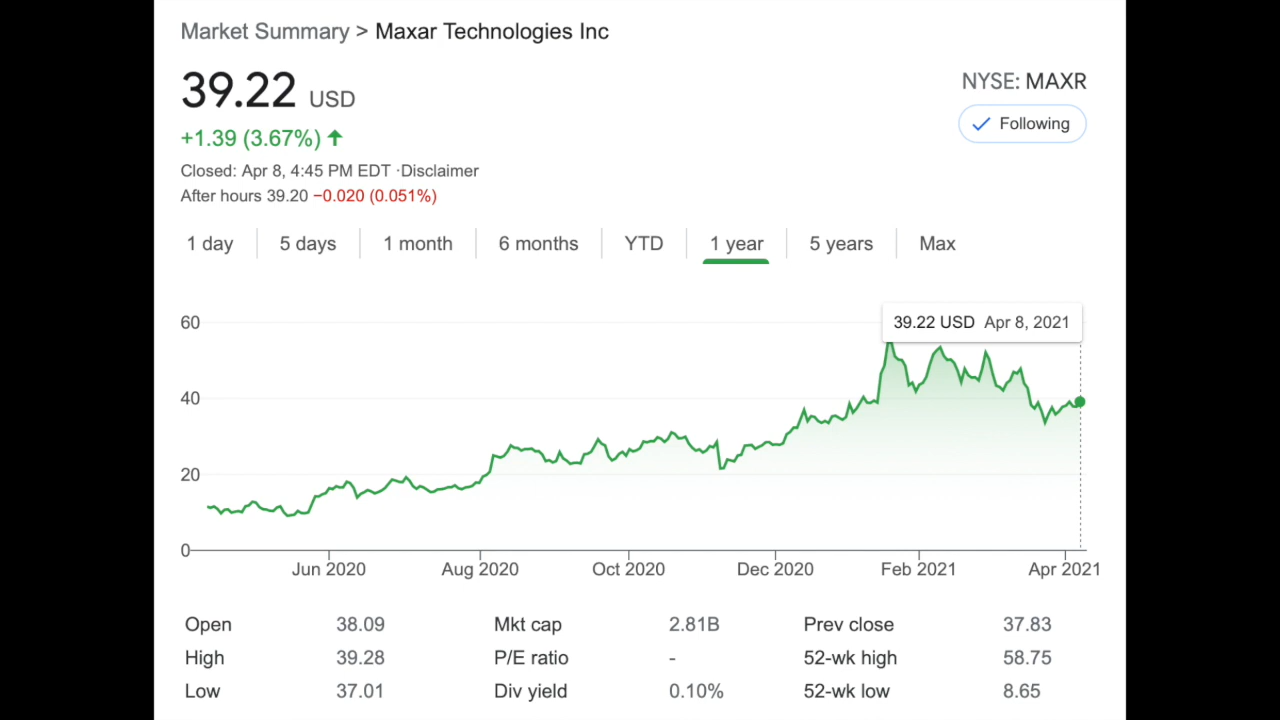 Market Summary > Maxar Technologies Inc
39.22 USD
NYSE: MAXR
+1.39 (3.67%)
Following
Closed: Apr 8, 4:45 PM EDT ·Disclaimer
After hours 39.20 −0.020 (0.051%)
1 day 5 days 1 month 6 months YTD 1 year 5 years Max
39.22 USD Apr 8, 2021
60
40
20
0
Jun 2020 Aug 2020 Oct 2020 Dec 2020 Feb 2021 Apr 2021
Open 38.09 Mkt cap 2.81B Prev close 37.83
High 39.28 P/E ratio - 52-wk high 58.75
Low 37.01 Div yield 0.10% 52-wk low 8.65